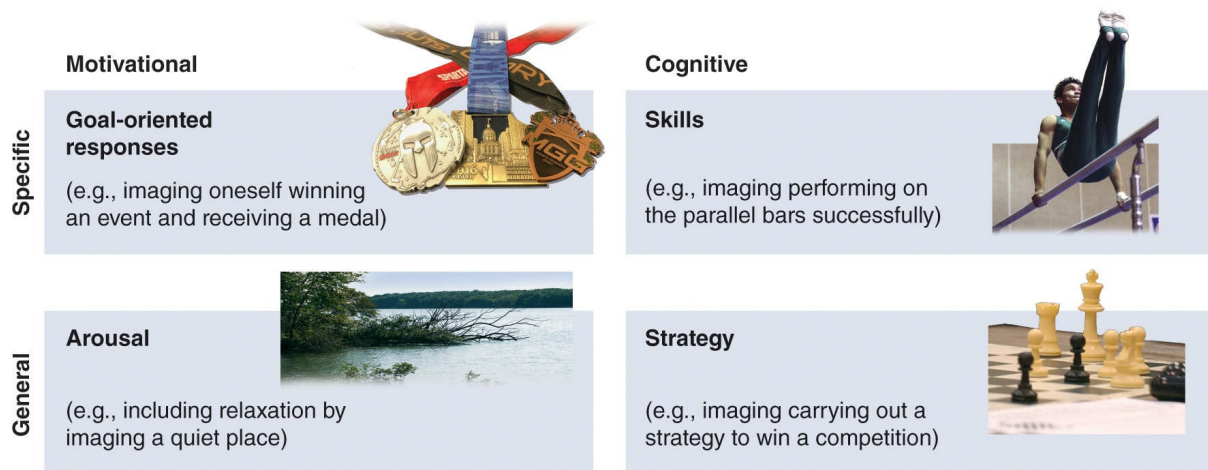 Motivational
Cognitive
Specific
Goal-oriented
responses
(e.g., imaging oneself winning
an event and receiving a medal)
SPARTA
MGG
Skills
(e.g., imaging performing on
the parallel bars successfully)
General
Arousal
(e.g., including relaxation by
imaging a quiet place)
Strategy
(e.g., imaging carrying out a
strategy to win a competition)